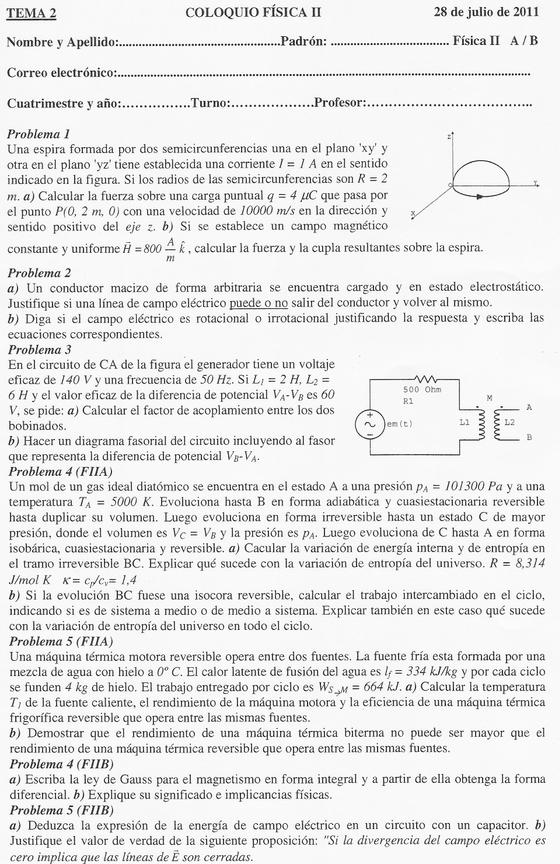 TEMA 2 COLOQUIO FÍSICA II 28 de julio de 2011
Nombre y Apellido:.................................................Padrón: .................................... Física II A / B
Correo electrónico:.............................................................................................................................
Cuatrimestre y año:……………Turno:…………….Profesor:……………………………..
Problema 1
Una espira formada por dos semicircunferencias una en el plano 'xy' y
otra en el plano 'yz' tiene establecida una corriente I = 1 A en el sentido
indicado en la figura. Si los radios de las semicircunferencias son R = 2
m. a) Calcular la fuerza sobre una carga puntual q = 4 μC que pasa por
el punto P(0, 2 m, 0) con una velocidad de 10000 m/s en la dirección y
sentido positivo del eje z. b) Si se establece un campo magnético
constante y uniforme H⃗ = 800 A/m k̂ , calcular la fuerza y la cupla resultantes sobre la espira.
z
Y
X
Problema 2
a) Un conductor macizo de forma arbitraria se encuentra cargado y en estado electrostático.
Justifique si una línea de campo eléctrico puede o no salir del conductor y volver al mismo.
b) Diga si el campo eléctrico es rotacional o irrotacional justificando la respuesta y escriba las
ecuaciones correspondientes.
Problema 3
En el circuito de CA de la figura el generador tiene un voltaje
eficaz de 140 V y una frecuencia de 50 Hz. Si L1 = 2 H, L2 =
6 H y el valor eficaz de la diferencia de potencial VA-VB es 60
V, se pide: a) Calcular el factor de acoplamiento entre los dos
bobinados.
b) Hacer un diagrama fasorial del circuito incluyendo al fasor
que representa la diferencia de potencial VB-VA.
500 Ohm
R1
M
A
em(t)
L1
L2
B
Problema 4 (FIIA)
Un mol de un gas ideal diatómico se encuentra en el estado A a una presión pA = 101300 Pa y a una
temperatura TA = 5000 K. Evoluciona hasta B en forma adiabática y cuasiestacionaria reversible
hasta duplicar su volumen. Luego evoluciona en forma irreversible hasta un estado C de mayor
presión, donde el volumen es VC = VB y la presión es pA. Luego evoluciona de C hasta A en forma
isobárica, cuasiestacionaria y reversible. a) Cacular la variación de energía interna y de entropía en
el tramo irreversible BC. Explicar qué sucede con la variación de entropía del universo. R = 8,314
J/mol K κ = cp/cv= 1,4
b) Si la evolución BC fuese una isocora reversible, calcular el trabajo intercambiado en el ciclo,
indicando si es de sistema a medio o de medio a sistema. Explicar también en este caso qué sucede
con la variación de entropía del universo en todo el ciclo.
Problema 5 (FIIA)
Una máquina térmica motora reversible opera entre dos fuentes. La fuente fría esta formada por una
mezcla de agua con hielo a 0º C. El calor latente de fusión del agua es lf = 334 kJ/kg y por cada ciclo
se funden 4 kg de hielo. El trabajo entregado por ciclo es WS→M = 664 kJ. a) Calcular la temperatura
T1 de la fuente caliente, el rendimiento de la máquina motora y la eficiencia de una máquina térmica
frigorífica reversible que opera entre las mismas fuentes.
b) Demostrar que el rendimiento de una máquina térmica biterma no puede ser mayor que el
rendimiento de una máquina térmica reversible que opera entre las mismas fuentes.
Problema 4 (FIIB)
a) Escriba la ley de Gauss para el magnetismo en forma integral y a partir de ella obtenga la forma
diferencial. b) Explique su significado e implicancias físicas.
Problema 5 (FIIB)
a) Deduzca la expresión de la energía de campo eléctrico en un circuito con un capacitor. b)
Justifique el valor de verdad de la siguiente proposición: "Si la divergencia del campo eléctrico es
cero implica que las líneas de E⃗ son cerradas.